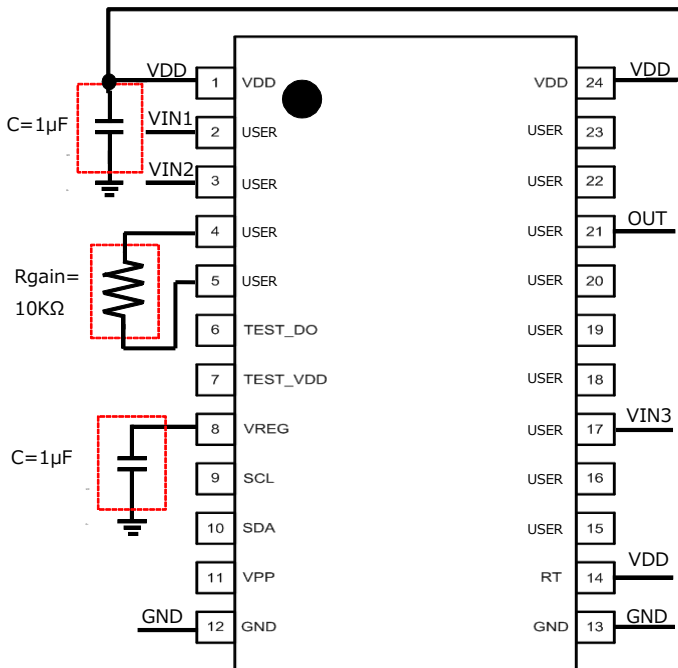 VDD 1 VDD VDD 24 VDD
C=1µF VIN1 2 USER USER 23
VIN2 3 USER USER 22
4 USER USER 21 OUT
Rgain= 5 USER USER 20
10KΩ
6 TEST_DO USER 19
7 TEST_VDD USER 18
8 VREG USER 17 VIN3
C=1µF
9 SCL USER 16
10 SDA USER 15
11 VPP RT 14 VDD
GND 12 GND GND 13 GND